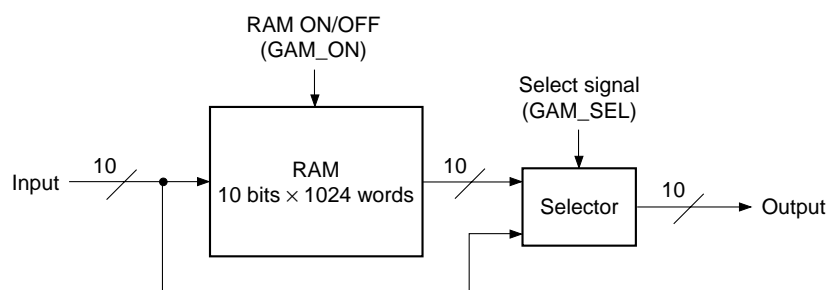 RAM ON/OFF
(GAM_ON)
Select signal
(GAM_SEL)
10
RAM
10 bits × 1024 words
10
10
Input
Selector
Output